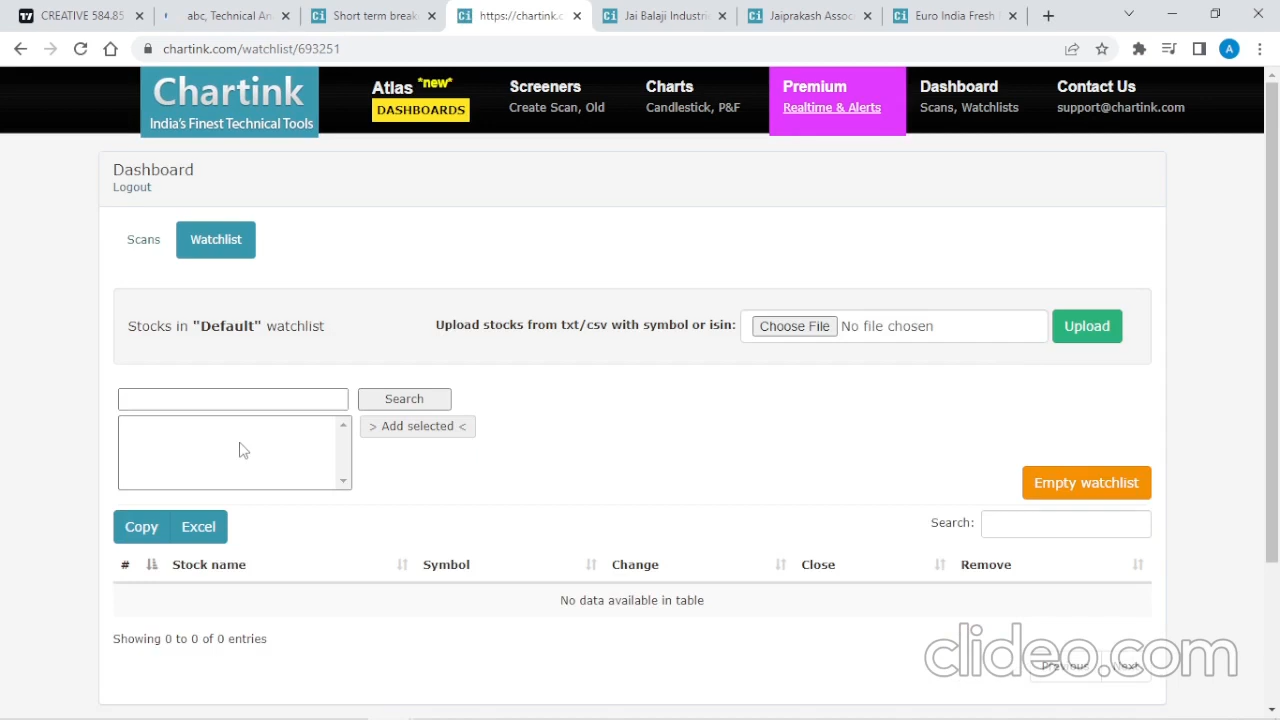 CREATIVE 584.85
abc, Technical An
Short term break
https://chartink.c
Jai Balaji Industri
Jaiprakash Assoc
Euro India Fresh
chartink.com/watchlist/693251
A
Chartink
India's Finest Technical Tools
Atlas *new*
DASHBOARDS
Screeners
Create Scan, Old
Charts
Candlestick, P&F
Premium
Realtime & Alerts
Dashboard
Scans, Watchlists
Contact Us
support@chartink.com
Dashboard
Logout
Scans
Watchlist
Stocks in "Default" watchlist
Upload stocks from txt/csv with symbol or isin:
Choose File No file chosen
Upload
Search
> Add selected <
Empty watchlist
Copy
Excel
Search:
# Stock name Symbol Change Close Remove
No data available in table
Showing 0 to 0 of 0 entries
Previous Next
clideo.com